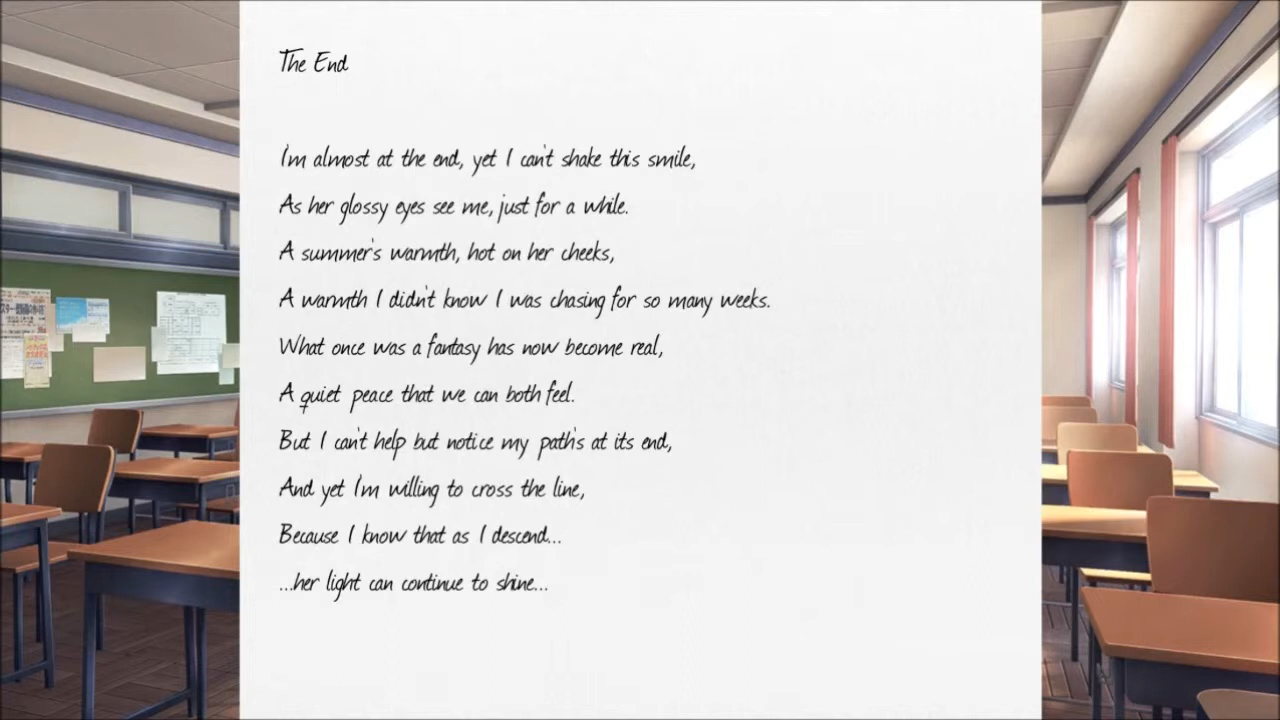 The End
I'm almost at the end, yet I can't shake this smile,
As her glossy eyes see me, just for a while.
A summer's warmth, hot on her cheeks,
A warmth I didn't know I was chasing for so many weeks.
What once was a fantasy has now become real,
A quiet peace that we can both feel.
But I can't help but notice my path's at its end,
And yet I'm willing to cross the line,
Because I know that as I descend...
...her light can continue to shine...